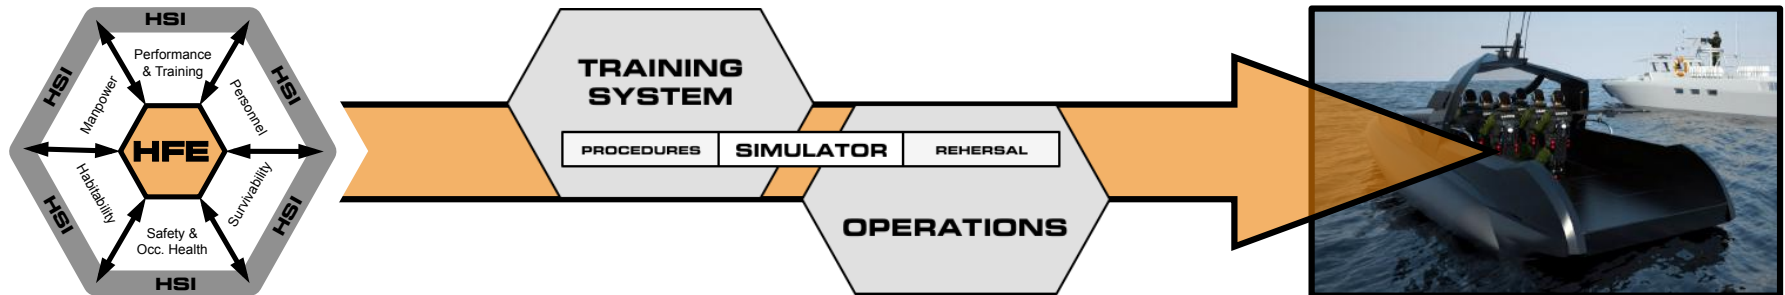 HSI
HSI
HSI
HSI
HSI
HSI
Performance
& Training
Manpower
Personnel
HFE
Habitability
Survivability
Safety &
Occ. Health
TRAINING
SYSTEM
PROCEDURES
SIMULATOR
REHERSAL
OPERATIONS